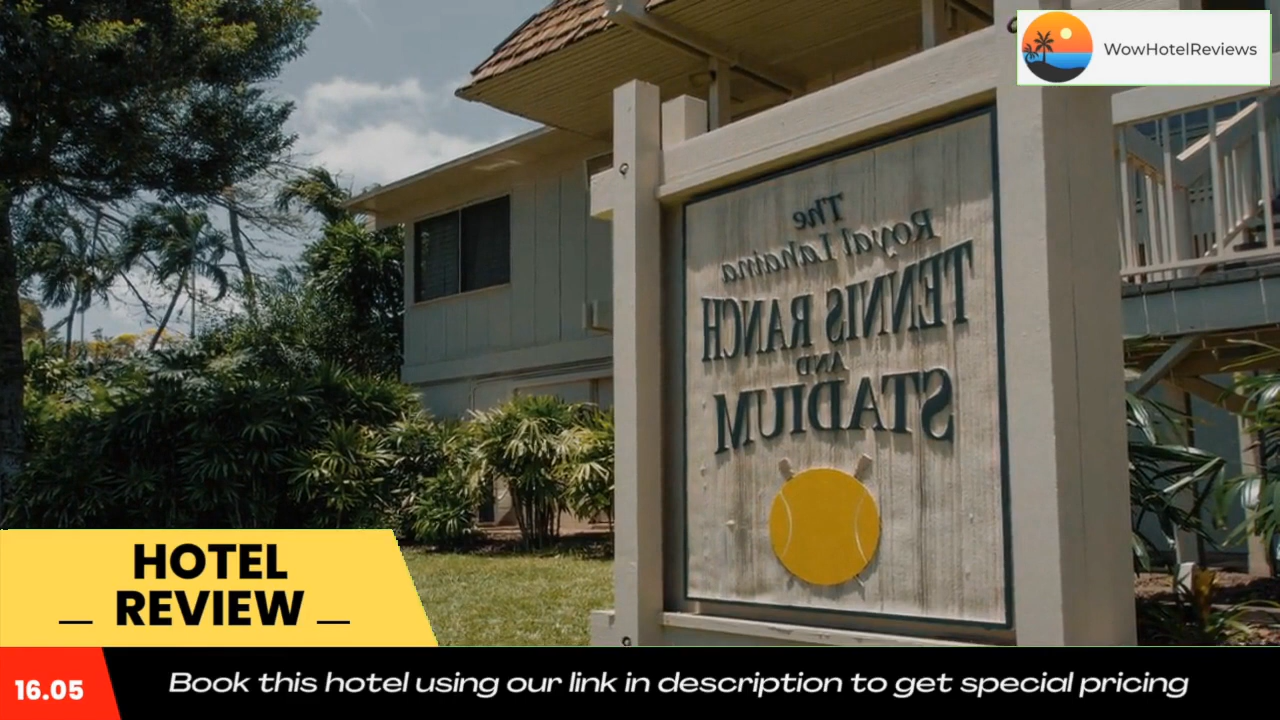 WowHotelReviews
The
Royal Lahaina
TENNIS RANCH
AND
STADIUM
HOTEL
REVIEW
16.05
Book this hotel using our link in description to get special pricing